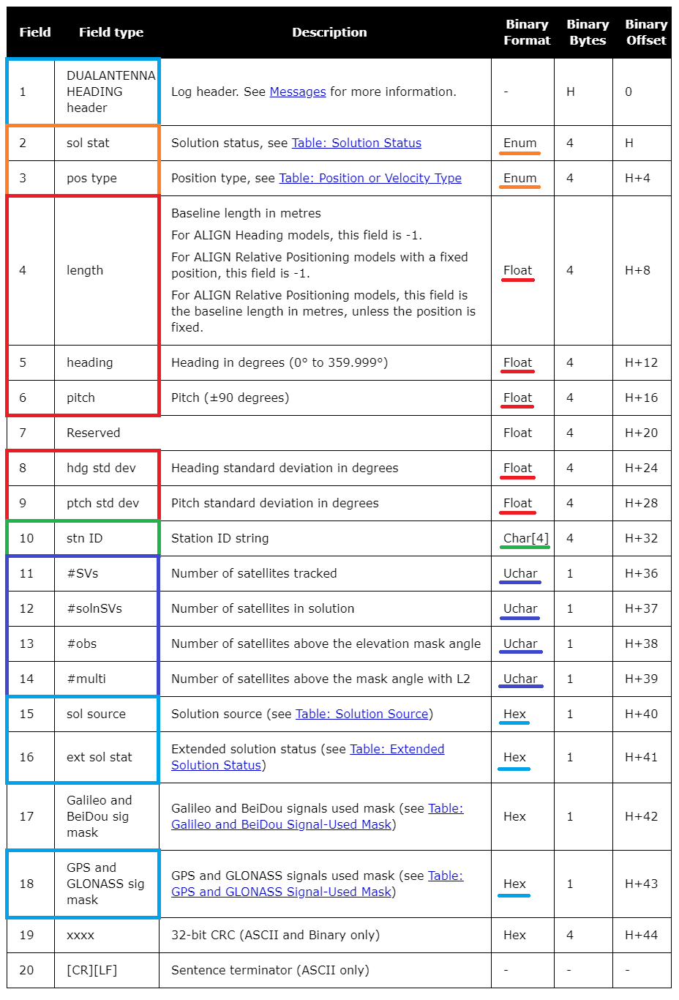 Field Field type Description Binary Format Binary Bytes Binary Offset
1 DUALANTENNA HEADING header Log header. See Messages for more information. - H 0
2 sol stat Solution status, see Table: Solution Status Enum 4 H
3 pos type Position type, see Table: Position or Velocity Type Enum 4 H+4
4 length Baseline length in metres
For ALIGN Heading models, this field is -1.
For ALIGN Relative Positioning models with a fixed
position, this field is -1.
For ALIGN Relative Positioning models, this field is
the baseline length in metres, unless the position is
fixed.
Float 4 H+8
5 heading Heading in degrees (0° to 359.999°) Float 4 H+12
6 pitch Pitch (±90 degrees) Float 4 H+16
7 Reserved Float 4 H+20
8 hdg std dev Heading standard deviation in degrees Float 4 H+24
9 ptch std dev Pitch standard deviation in degrees Float 4 H+28
10 stn ID Station ID string Char[4] 4 H+32
11 #SVs Number of satellites tracked Uchar 1 H+36
12 #solnSVs Number of satellites in solution Uchar 1 H+37
13 #obs Number of satellites above the elevation mask angle Uchar 1 H+38
14 #multi Number of satellites above the mask angle with L2 Uchar 1 H+39
15 sol source Solution source (see Table: Solution Source) Hex 1 H+40
16 ext sol stat Extended solution status (see Table: Extended
Solution Status) Hex 1 H+41
17 Galileo and BeiDou sig mask Galileo and BeiDou signals used mask (see Table:
Galileo and BeiDou Signal-Used Mask) Hex 1 H+42
18 GPS and GLONASS sig mask GPS and GLONASS signals used mask (see Table:
GPS and GLONASS Signal-Used Mask) Hex 1 H+43
19 xxxx 32-bit CRC (ASCII and Binary only) Hex 4 H+44
20 [CR][LF] Sentence terminator (ASCII only) - - -